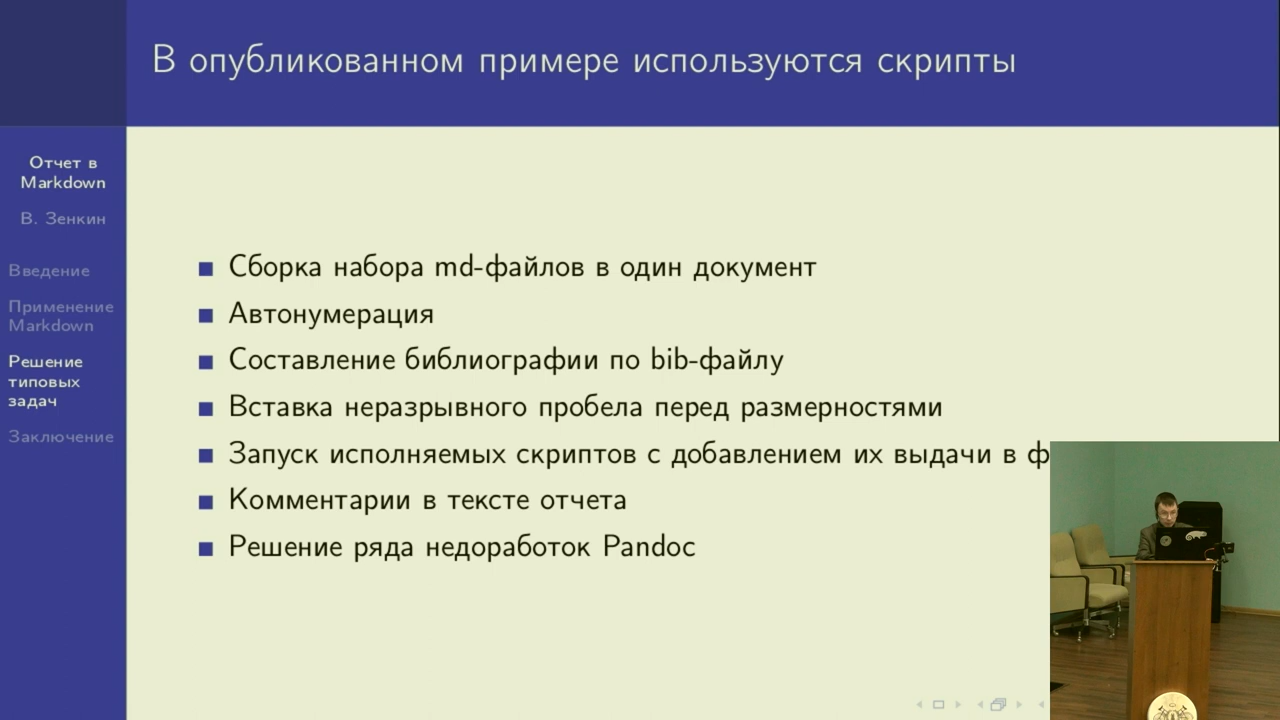 В опубликованном примере используются скрипты
Отчет в
Markdown
В. Зенкин
Введение
Применение
Markdown
Решение
типовых
задач
Заключение
Сборка набора md-файлов в один документ
Автонумерация
Составление библиографии по bib-файлу
Вставка неразрывного пробела перед размерностями
Запуск исполняемых скриптов с добавлением их выдачи в
Комментарии в тексте отчета
Решение ряда недоработок Pandoc